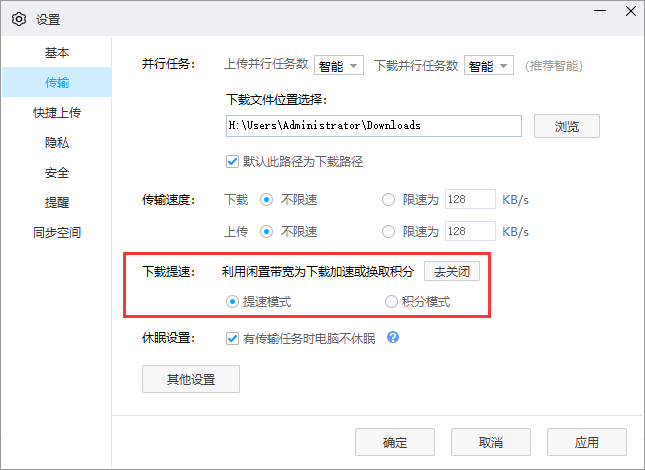 设置
基本
传输
快捷上传
隐私
安全
提醒
同步空间
并行任务: 上传并行任务数 智能 下载并行任务数 智能 (推荐智能)
下载文件位置选择:
H:\Users\Administrator\Downloads 浏览
默认此路径为下载路径
传输速度: 下载 不限速 限速为 128 KB/s
上传 不限速 限速为 128 KB/s
下载提速: 利用闲置带宽为下载加速或换取积分 去关闭
提速模式 积分模式
休眠设置: 有传输任务时电脑不休眠 ?
其他设置
确定 取消 应用